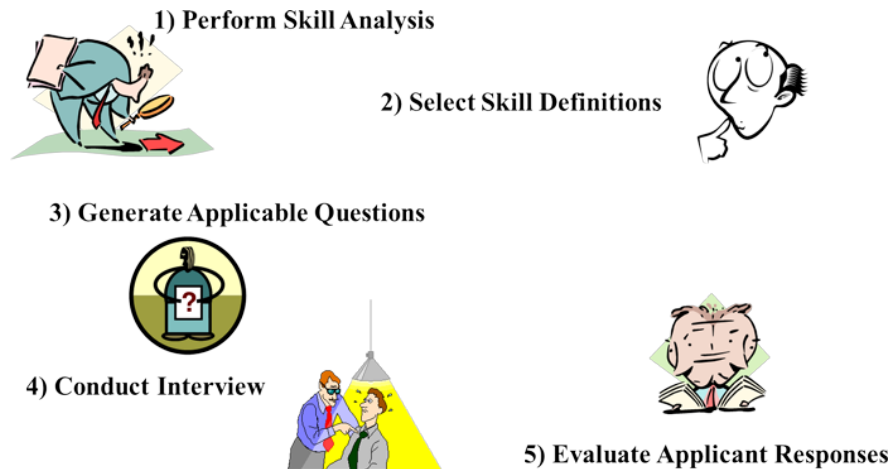 1) Perform Skill Analysis
2) Select Skill Definitions
3) Generate Applicable Questions
?
4) Conduct Interview
5) Evaluate Applicant Responses